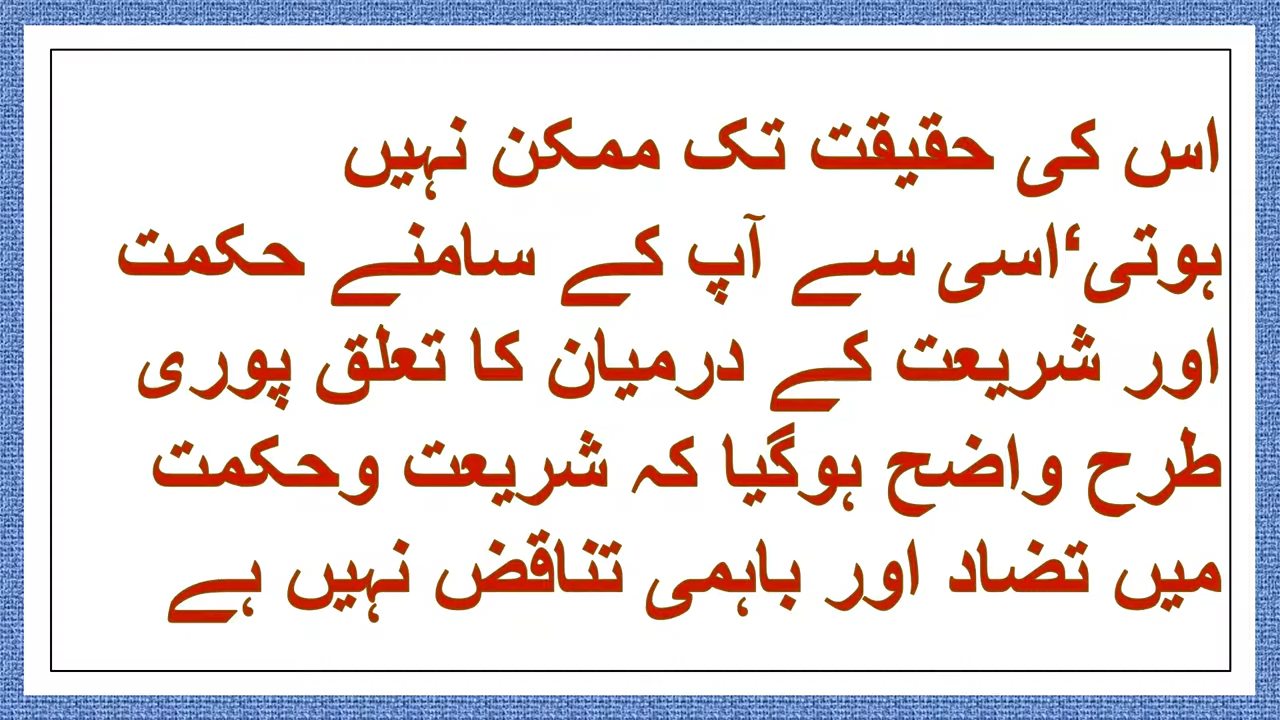 اس کی حقیقت تک ممکن نہیں
ہوتی‘اسی سے آپ کے سامنے حکمت
اور شریعت کے درمیان کا تعلق پوری
طرح واضح ہوگیا کہ شریعت وحکمت
میں تضاد اور باہمی تناقض نہیں ہے